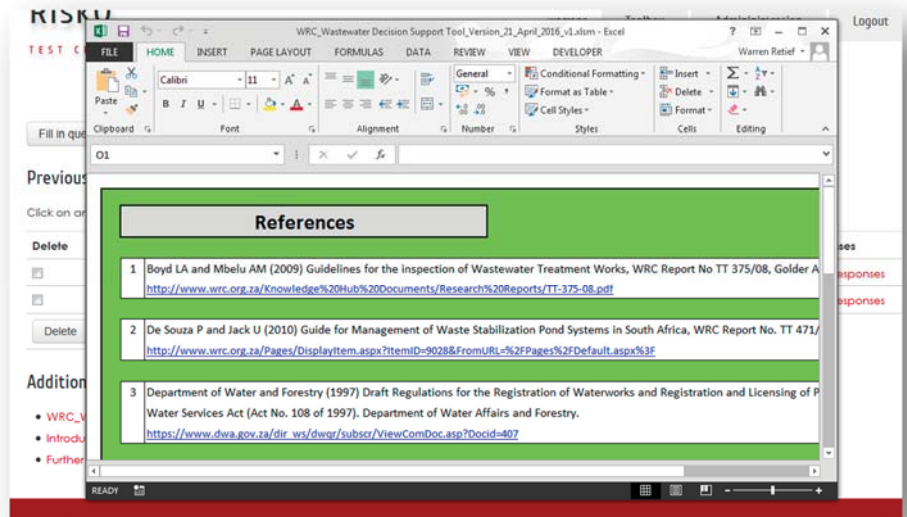 Logout
TEST
WRC_Wastewater Decision Support Tool_Version_21_April_2016_v1.xlsm - Excel
FILE HOME INSERT PAGE LAYOUT FORMULAS DATA REVIEW VIEW DEVELOPER Warren Retief
Calibri 11 General Conditional Formatting Insert
Paste B I U % Format as Table Delete
Cell Styles Format
Clipboard Font Alignment Number Styles Cells Editing
Fill in
O1 fx
Click on
References
Delete
1 Boyd LA and Mbelu AM (2009) Guidelines for the inspection of Wastewater Treatment Works, WRC Report No TT 375/08, Golder A
http://www.wrc.org.za/Knowledge%20Hub%20Documents/Research%20Reports/TT-375-08.pdf
2 De Souza P and Jack U (2010) Guide for Management of Waste Stabilization Pond Systems in South Africa, WRC Report No. TT 471/
http://www.wrc.org.za/Pages/DisplayItem.aspx?ItemID=9028&FromURL=%2FPages%2FDefault.aspx%3F
Delete
3 Department of Water and Forestry (1997) Draft Regulations for the Registration of Waterworks and Registration and Licensing of P
Water Services Act (Act No. 108 of 1997). Department of Water Affairs and Forestry.
https://www.dwa.gov.za/dir_ws/dwqr/subscr/ViewComDoc.asp?Docid=407
Further
READY